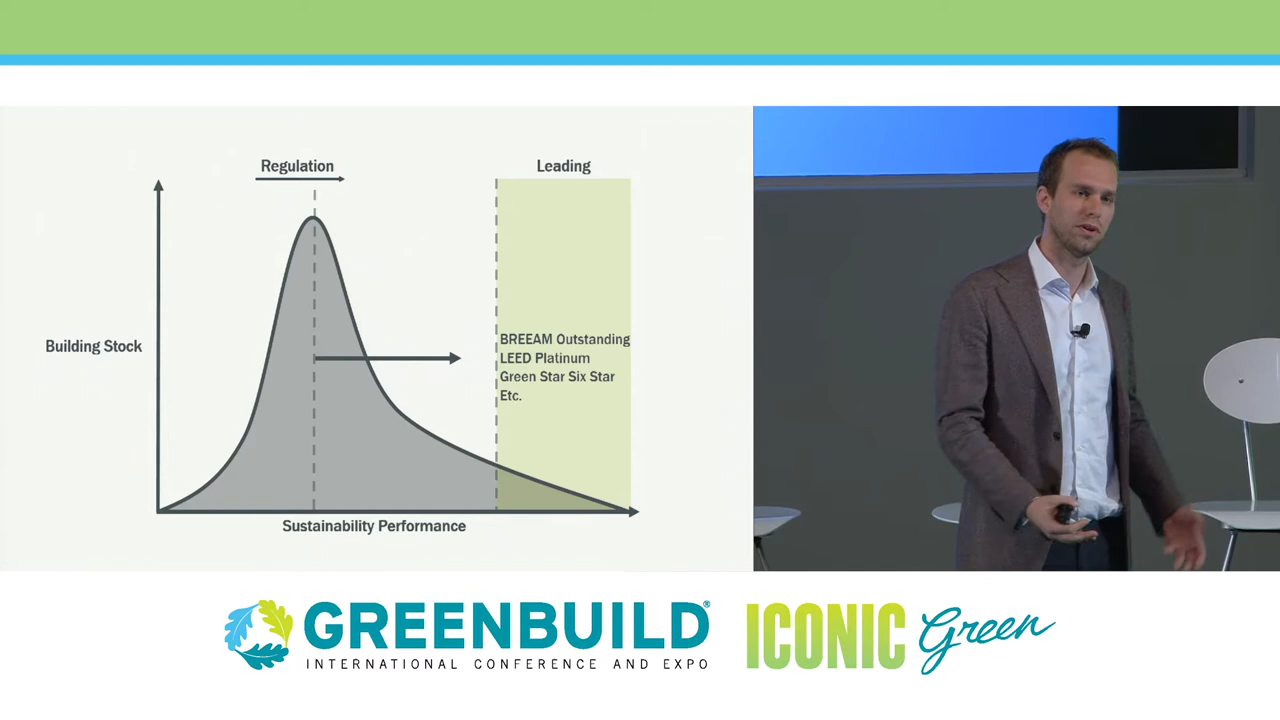 Regulation
Leading
Building Stock
BREEAM Outstanding
LEED Platinum
Green Star Six Star
Etc.
Sustainability Performance
GREENBUILD®
INTERNATIONAL CONFERENCE AND EXPO
ICONIC Green